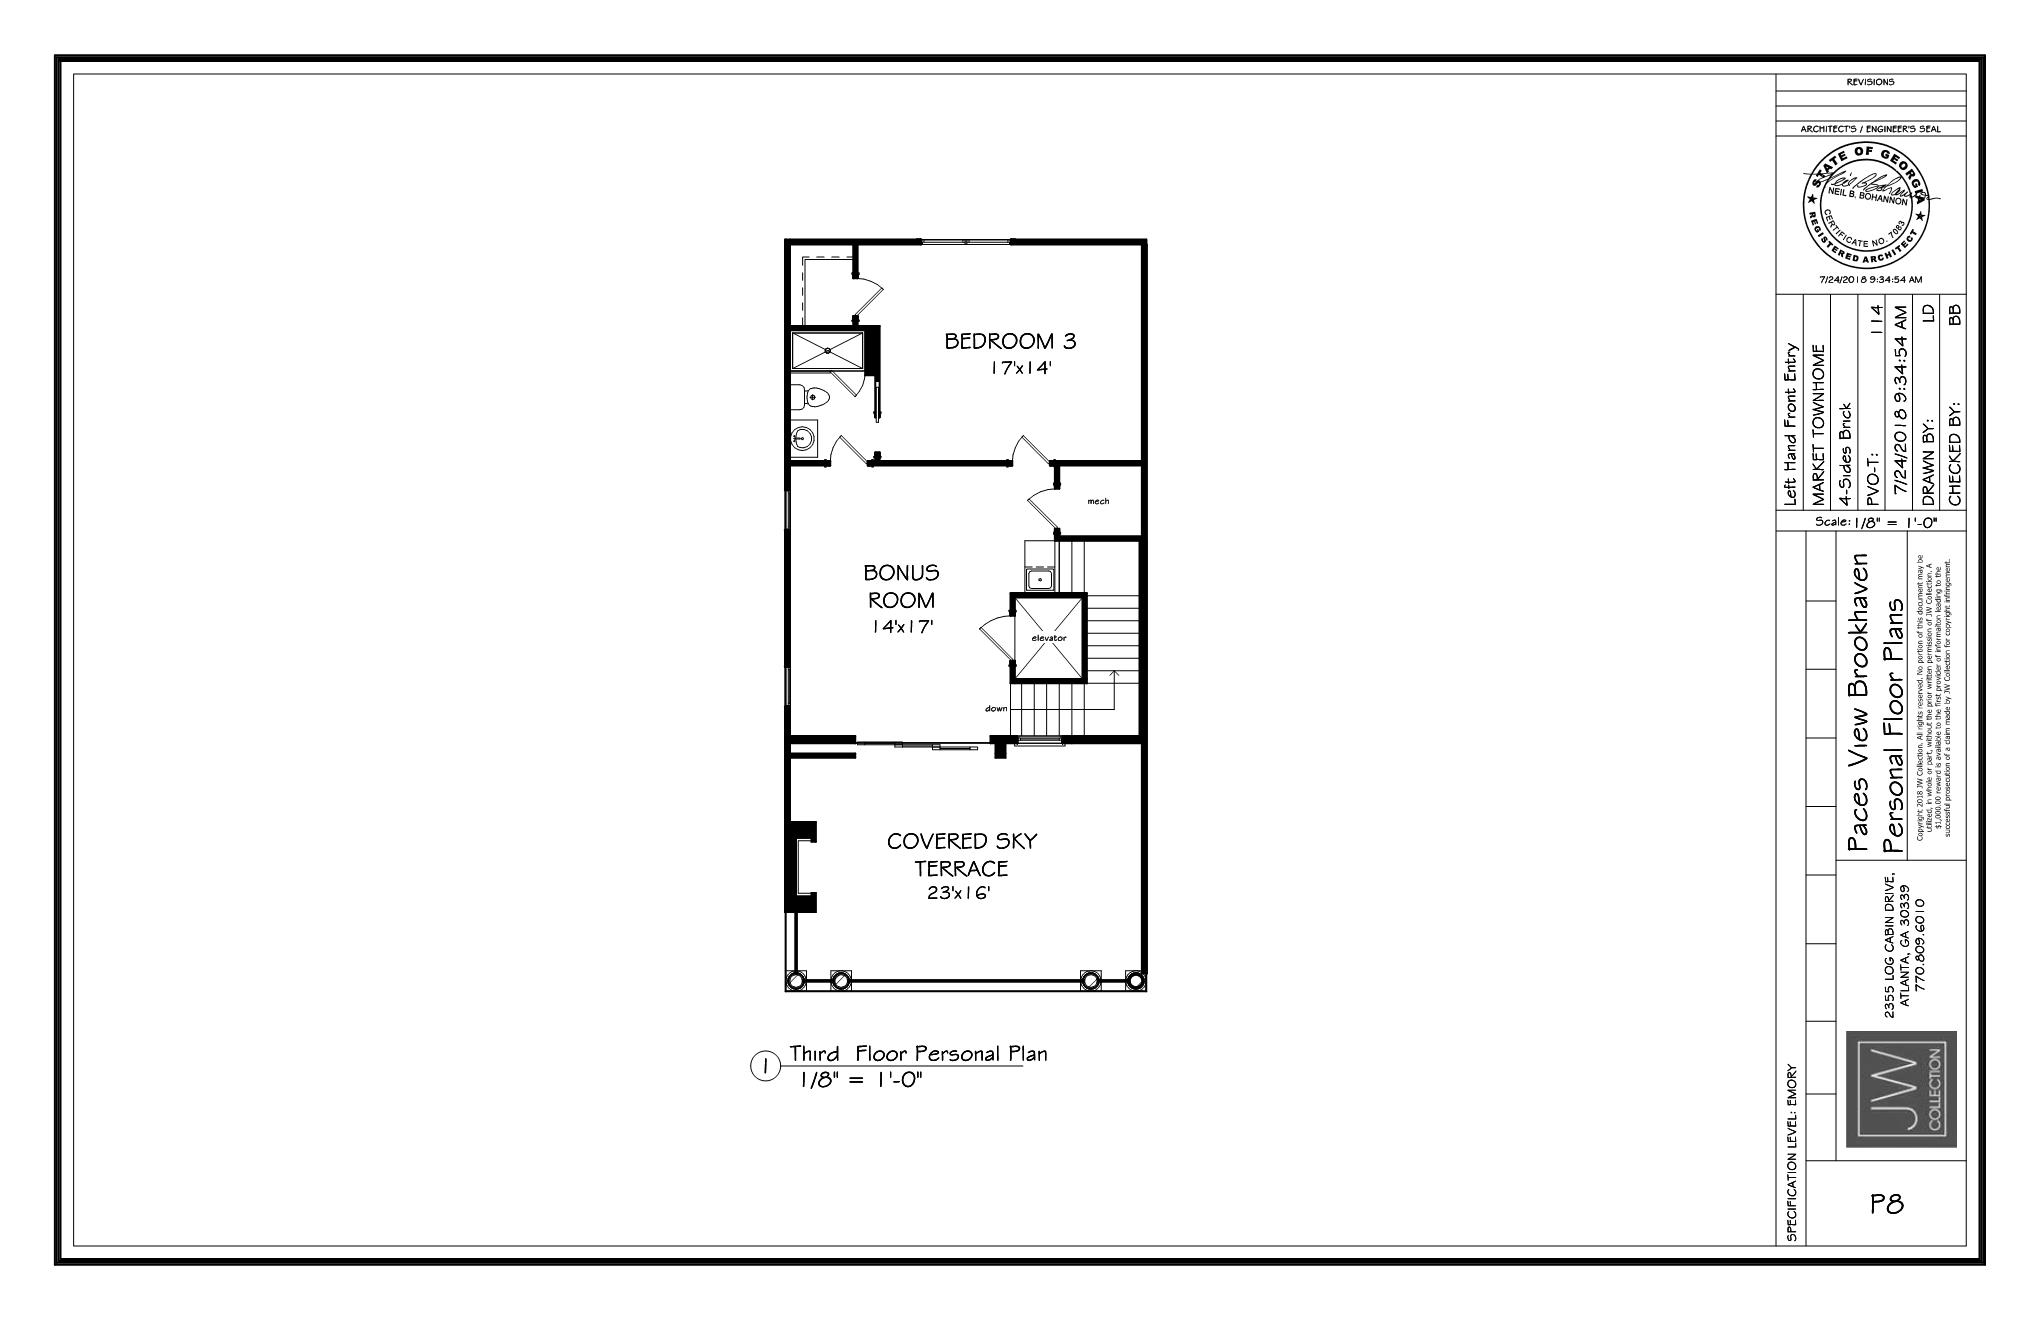 BEDROOM 3
17'x14'
mech
BONUS
ROOM
14'x17'
elevator
down
COVERED SKY
TERRACE
23'x16'
1
Third Floor Personal Plan
1/8" = 1'-0"
REVISIONS
ARCHITECT'S / ENGINEER'S SEAL
STATE OF GEORGIA
Neil B Bohannon
NEIL B. BOHANNON
CERTIFICATE NO. 7083
REGISTERED ARCHITECT
7/24/2018 9:34:54 AM
Left Hand Front Entry
MARKET TOWNHOME
4-Sides Brick
PVO-T: 114
7/24/2018 9:34:54 AM
DRAWN BY: LD
CHECKED BY: BB
Scale: 1/8" = 1'-0"
Paces View Brookhaven
Personal Floor Plans
Copyright 2018 JW Collection. All rights reserved. No portion of this document may be
utilized, in whole or part, without the prior written permission of JW Collection. A
$1,000.00 reward is available to the first provider of informaiton leading to the
successful prosecution of a claim made by JW Collection for copyright infringement.
2355 LOG CABIN DRIVE,
ATLANTA, GA 30339
770.809.6010
JW
COLLECTION
SPECIFICATION LEVEL: EMORY
P8